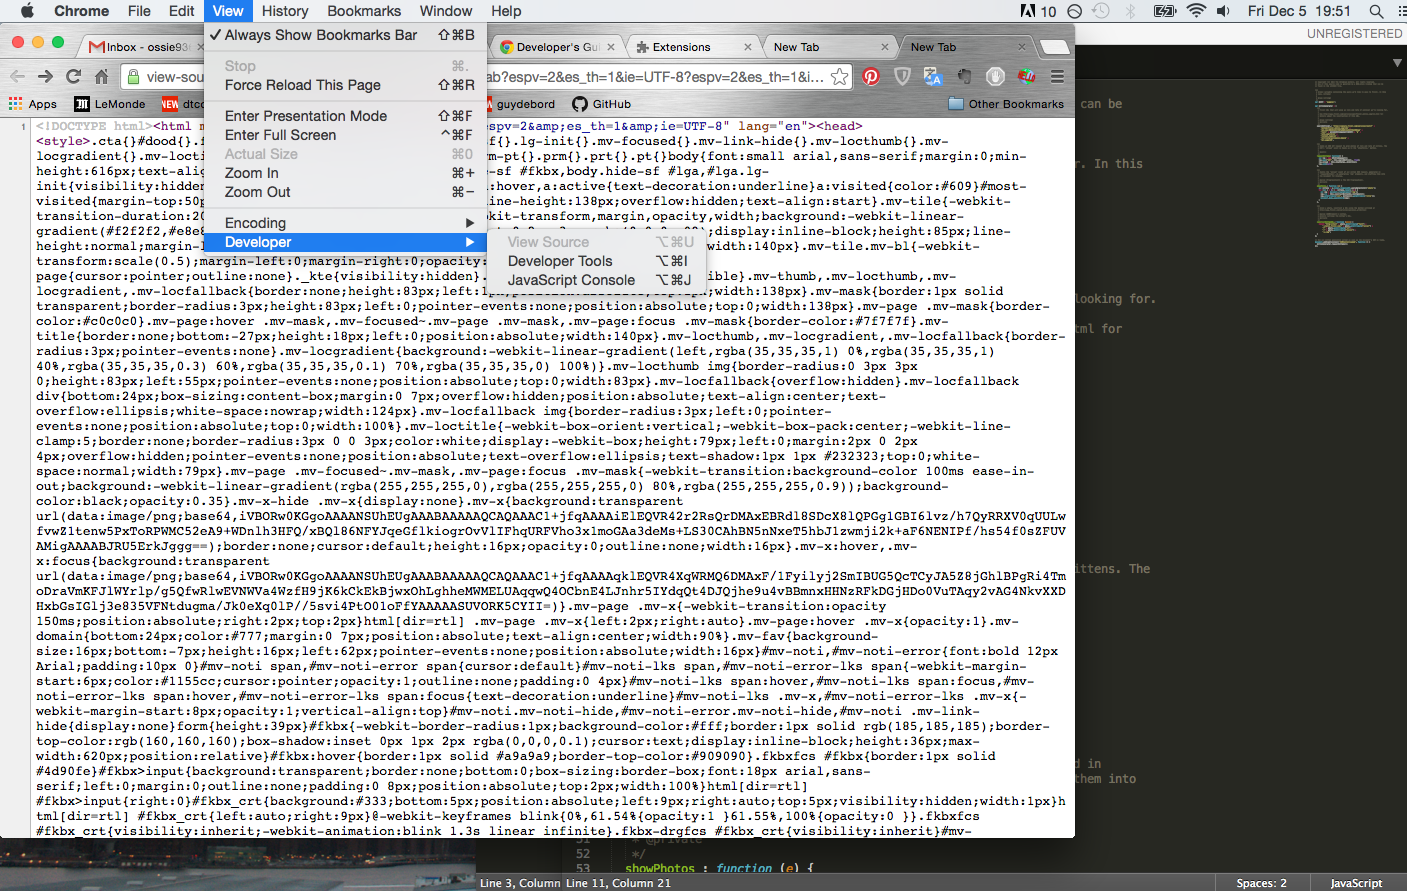 Chrome File Edit View History Bookmarks Window Help 10 Fri Dec 5 19:51
UNREGISTERED
Inbox - ossie93 Developer's Gu Extensions New Tab New Tab
view-sou ab?espv=2&es_th=1&ie=UTF-8?espv=2&es_th=1&i...
Apps LeMonde NEW dtco guydebord GitHub Other Bookmarks
✓ Always Show Bookmarks Bar ⇧⌘B
Stop ⌘.
Force Reload This Page ⇧⌘R
Enter Presentation Mode ⇧⌘F
Enter Full Screen ^⌘F
Actual Size ⌘0
Zoom In ⌘+
Zoom Out ⌘−
Encoding ▶
Developer ▶
View Source ⌥⌘U
Developer Tools ⌥⌘I
JavaScript Console ⌥⌘J
1 <!DOCTYPE html><html m espv=2&amp;es_th=1&amp;ie=UTF-8" lang="en"><head>
<style>.cta{}#dood{}.f sf{}.lg-init{}.mv-focused{}.mv-link-hide{}.mv-locthumb{}.mv-
locgradient{}.mv-locti rm-pt{}.prm{}.prt{}.pt{}body{font:small arial,sans-serif;margin:0;min-
height:616px;text-alig e-sf #fkbx,body.hide-sf #lga,#lga.lg-
init{visibility:hidden :hover,a:active{text-decoration:underline}a:visited{color:#609}#most-
visited{margin-top:50p ne-height:138px;overflow:hidden;text-align:start}.mv-tile{-webkit-
transition-duration:20 kit-transform,margin,opacity,width;background:-webkit-linear-
gradient(#f2f2f2,#e8e8 );display:inline-block;height:85px;line-
height:normal;margin-l width:140px}.mv-tile.mv-bl{-webkit-
transform:scale(0.5);margin-left:0;margin-right:0;opacity
page{cursor:pointer;outline:none}._kte{visibility:hidden}. ible}.mv-thumb,.mv-locthumb,.mv-
locgradient,.mv-locfallback{border:none;height:83px;left:1px;pointer-events:none;position:absolute;top:1px;width:138px}.mv-mask{border:1px solid
transparent;border-radius:3px;height:83px;left:0;pointer-events:none;position:absolute;top:0;width:138px}.mv-page .mv-mask{border-
color:#c0c0c0}.mv-page:hover .mv-mask,.mv-focused~.mv-page .mv-mask,.mv-page:focus .mv-mask{border-color:#7f7f7f}.mv-
title{border:none;bottom:-27px;height:18px;left:0;position:absolute;width:140px}.mv-locthumb,.mv-locgradient,.mv-locfallback{border-
radius:3px;pointer-events:none}.mv-locgradient{background:-webkit-linear-gradient(left,rgba(35,35,35,1) 0%,rgba(35,35,35,1)
40%,rgba(35,35,35,0.3) 60%,rgba(35,35,35,0.1) 70%,rgba(35,35,35,0) 100%)}.mv-locthumb img{border-radius:0 3px 3px
0;height:83px;left:55px;pointer-events:none;position:absolute;top:0;width:83px}.mv-locfallback{overflow:hidden}.mv-locfallback
div{bottom:24px;box-sizing:content-box;margin:0 7px;overflow:hidden;position:absolute;text-align:center;text-
overflow:ellipsis;white-space:nowrap;width:124px}.mv-locfallback img{border-radius:3px;left:0;pointer-
events:none;position:absolute;top:0;width:100%}.mv-loctitle{-webkit-box-orient:vertical;-webkit-box-pack:center;-webkit-line-
clamp:5;border:none;border-radius:3px 0 0 3px;color:white;display:-webkit-box;height:79px;left:0;margin:2px 0 2px
4px;overflow:hidden;pointer-events:none;position:absolute;text-overflow:ellipsis;text-shadow:1px 1px #232323;top:0;white-
space:normal;width:79px}.mv-page .mv-focused~.mv-mask,.mv-page:focus .mv-mask{-webkit-transition:background-color 100ms ease-in-
out;background:-webkit-linear-gradient(rgba(255,255,255,0),rgba(255,255,255,0) 80%,rgba(255,255,255,0.9));background-
color:black;opacity:0.35}.mv-x-hide .mv-x{display:none}.mv-x{background:transparent
url(data:image/png;base64,
AMigAAAABJRU5ErkJggg==);border:none;cursor:default;height:16px;opacity:0;outline:none;width:16px}.mv-x:hover,.mv-
x:focus{background:transparent
url(data:image/png;base64,
150ms;position:absolute;right:2px;top:2px}html[dir=rtl] .mv-page .mv-x{left:2px;right:auto}.mv-page:hover .mv-x{opacity:1}.mv-
domain{bottom:24px;color:#777;margin:0 7px;position:absolute;text-align:center;width:90%}.mv-fav{background-
size:16px;bottom:-7px;height:16px;left:62px;pointer-events:none;position:absolute;width:16px}#mv-noti,#mv-noti-error{font:bold 12px
Arial;padding:10px 0}#mv-noti span,#mv-noti-error span{cursor:default}#mv-noti-lks span,#mv-noti-error-lks span{-webkit-margin-
start:6px;color:#1155cc;cursor:pointer;opacity:1;outline:none;padding:0 4px}#mv-noti-lks span:hover,#mv-noti-lks span:focus,#mv-
noti-error-lks span:hover,#mv-noti-error-lks span:focus{text-decoration:underline}#mv-noti-lks .mv-x,#mv-noti-error-lks .mv-x{-
webkit-margin-start:8px;opacity:1;vertical-align:top}#mv-noti.mv-noti-hide,#mv-noti-error.mv-noti-hide,#mv-noti .mv-link-
hide{display:none}form{height:39px}#fkbx{-webkit-border-radius:1px;background-color:#fff;border:1px solid rgb(185,185,185);border-
top-color:rgb(160,160,160);box-shadow:inset 0px 1px 2px rgba(0,0,0,0.1);cursor:text;display:inline-block;height:36px;max-
width:620px;position:relative}#fkbx:hover{border:1px solid #a9a9a9;border-top-color:#909090}.fkbxfcs #fkbx{border:1px solid
#4d90fe}#fkbx>input{background:transparent;border:none;bottom:0;box-sizing:border-box;font:18px arial,sans-
serif;left:0;margin:0;outline:none;padding:0 8px;position:absolute;top:2px;width:100%}html[dir=rtl]
#fkbx>input{right:0}#fkbx_crt{background:#333;bottom:5px;position:absolute;left:9px;right:auto;top:5px;visibility:hidden;width:1px}h
tml[dir=rtl] #fkbx_crt{left:auto;right:9px}@-webkit-keyframes blink{0%,61.54%{opacity:1 }61.55%,100%{opacity:0 }}.fkbxfcs
#fkbx_crt{visibility:inherit;-webkit-animation:blink 1.3s linear infinite}.fkbx-drgfcs #fkbx_crt{visibility:inherit}#mv-
can be
r. In this
looking for.
tml for
ittens. The
d in
them into
51 * @private
52 */
53 showPhotos : function (e) {
Line 3, Column Line 11, Column 21 Spaces: 2 JavaScript